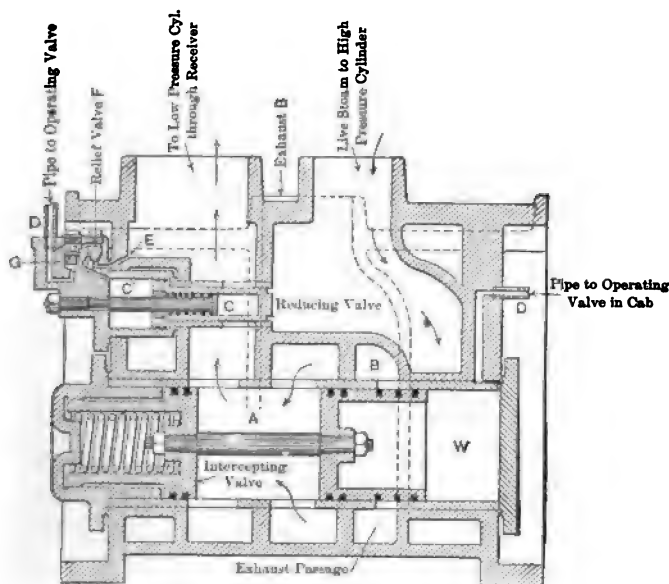 Pipe to Operating Valve
Relief Valve F
To Low Pressure Cyl.
through Receiver
Exhaust B
Live Steam to High
Pressure Cylinder
D
G
E
C
C
Reducing Valve
Pipe to Operating
Valve in Cab
D
B
A
W
Intercepting
Valve
Exhaust Passage